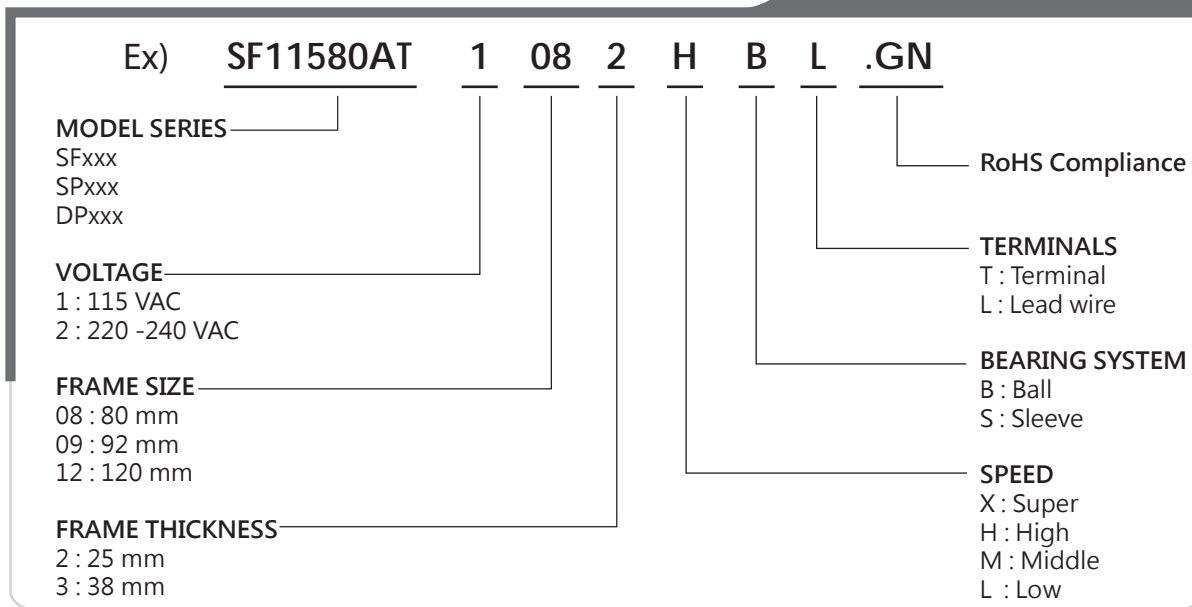 Ex) SF11580AT 1 08 2 H B L .GN
MODEL SERIES
SFxxx
SPxxx
DPxxx
VOLTAGE
1 : 115 VAC
2 : 220 -240 VAC
FRAME SIZE
08 : 80 mm
09 : 92 mm
12 : 120 mm
FRAME THICKNESS
2 : 25 mm
3 : 38 mm
RoHS Compliance
TERMINALS
T : Terminal
L : Lead wire
BEARING SYSTEM
B : Ball
S : Sleeve
SPEED
X : Super
H : High
M : Middle
L : Low